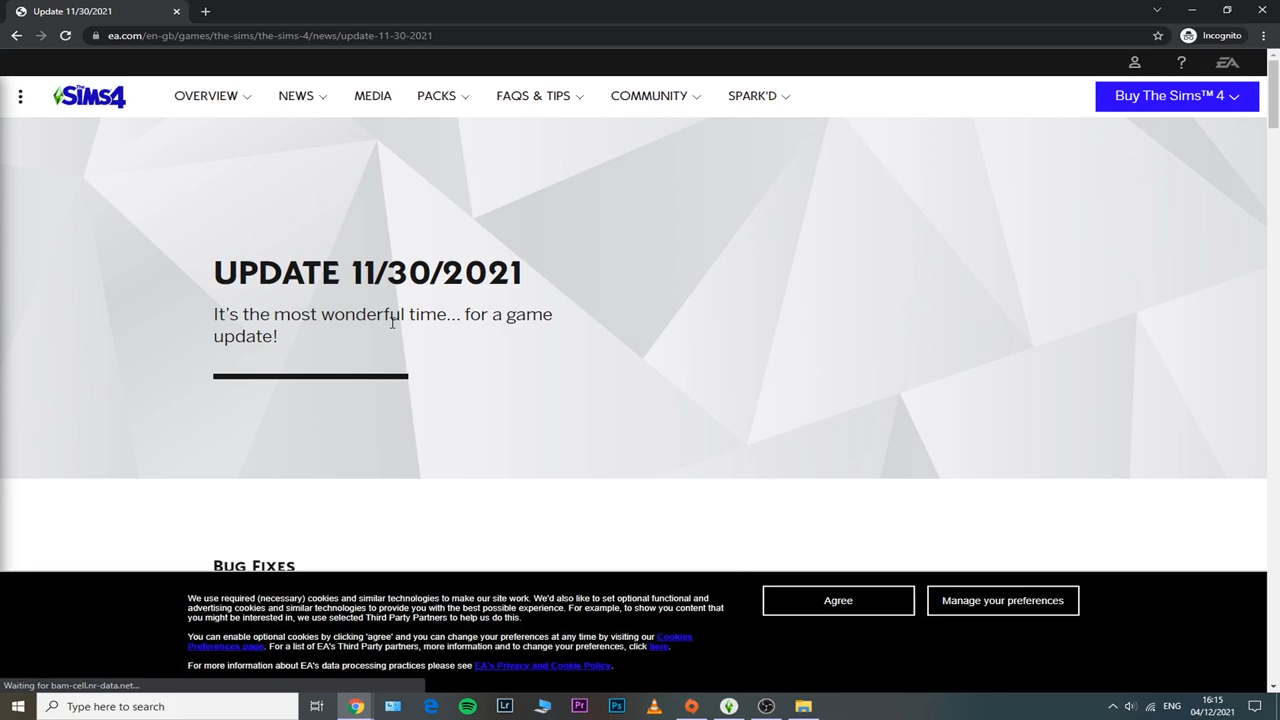 Update 11/30/2021
ea.com/en-gb/games/the-sims/the-sims-4/news/update-11-30-2021
Incognito
EA
The Sims 4
OVERVIEW
NEWS
MEDIA
PACKS
FAQS & TIPS
COMMUNITY
SPARK'D
Buy The Sims™ 4
UPDATE 11/30/2021
It's the most wonderful time... for a game
update!
BUG FIXES
We use required (necessary) cookies and similar technologies to make our site work. We'd also like to set optional functional and
advertising cookies and similar technologies to provide you with the best possible experience. For example, to show you content that
you might be interested in, we use selected Third Party Partners to help us do this.
You can enable optional cookies by clicking 'agree' and you can change your preferences at any time by visiting our Cookies
Preferences page. For a list of EA's Third Party partners, more information and to change your preferences, click here.
For more information about EA's data processing practices please see EA's Privacy and Cookie Policy.
Agree
Manage your preferences
Waiting for bam-cell.nr-data.net...
Type here to search
Lr
Pr
Ps
16:15
04/12/2021